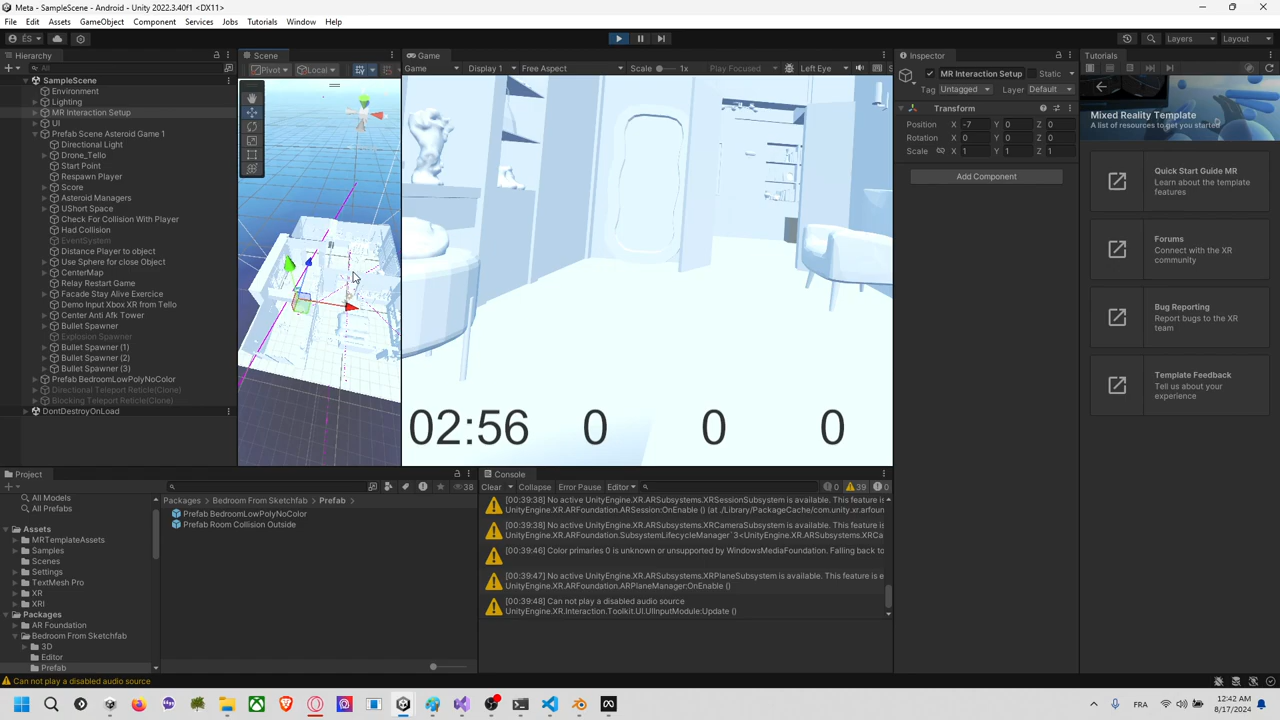 Meta - SampleScene - Android - Unity 2022.3.40f1 <DX11>
File Edit Assets GameObject Component Services Jobs Tutorials Window Help
ÉS
Layers Layout
Hierarchy
All
SampleScene
Environment
Lighting
MR Interaction Setup
UI
Prefab Scene Asteroid Game 1
Directional Light
Drone_Tello
Start Point
Respawn Player
Score
Asteroid Managers
UShort Space
Check For Collision With Player
Had Collision
EventSystem
Distance Player to object
Use Sphere for close Object
CenterMap
Relay Restart Game
Facade Stay Alive Exercice
Demo Input Xbox XR from Tello
Center Anti Afk Tower
Bullet Spawner
Explosion Spawner
Bullet Spawner (1)
Bullet Spawner (2)
Bullet Spawner (3)
Prefab BedroomLowPolyNoColor
Directional Teleport Reticle(Clone)
Blocking Teleport Reticle(Clone)
DontDestroyOnLoad
Scene
Pivot Local
Game
Game Display 1 Free Aspect Scale 1x Play Focused Left Eye
02:56 0 0 0
Inspector
MR Interaction Setup Static
Tag Untagged Layer Default
Transform
Position X -7 Y 0 Z 0
Rotation X 0 Y 0 Z 0
Scale X 1 Y 1 Z 1
Add Component
Tutorials
Mixed Reality Template
A list of resources to get you started
Quick Start Guide MR
Learn about the template
features
Forums
Connect with the XR
community
Bug Reporting
Report bugs to the XR
team
Template Feedback
Tell us about your
experience
Project
38
All Models
All Prefabs
Assets
MRTemplateAssets
Samples
Scenes
Settings
TextMesh Pro
XR
XRI
Packages
AR Foundation
Bedroom From Sketchfab
3D
Editor
Prefab
Packages > Bedroom From Sketchfab > Prefab >
Prefab BedroomLowPolyNoColor
Prefab Room Collision Outside
Console
Clear Collapse Error Pause Editor 0 39 0
[00:39:38] No active UnityEngine.XR.ARSubsystems.XRSessionSubsystem is available. This feature is
UnityEngine.XR.ARFoundation.ARSession:OnEnable () (at ./Library/PackageCache/com.unity.xr.arfoun
[00:39:38] No active UnityEngine.XR.ARSubsystems.XRCameraSubsystem is available. This feature is
UnityEngine.XR.ARFoundation.SubsystemLifecycleManager`3<UnityEngine.XR.ARSubsystems.XRCa
[00:39:46] Color primaries 0 is unknown or unsupported by WindowsMediaFoundation. Falling back to
[00:39:47] No active UnityEngine.XR.ARSubsystems.XRPlaneSubsystem is available. This feature is e
UnityEngine.XR.ARFoundation.ARPlaneManager:OnEnable ()
[00:39:48] Can not play a disabled audio source
UnityEngine.XR.Interaction.Toolkit.UI.UIInputModule:Update ()
Can not play a disabled audio source
FRA
12:42 AM
8/17/2024